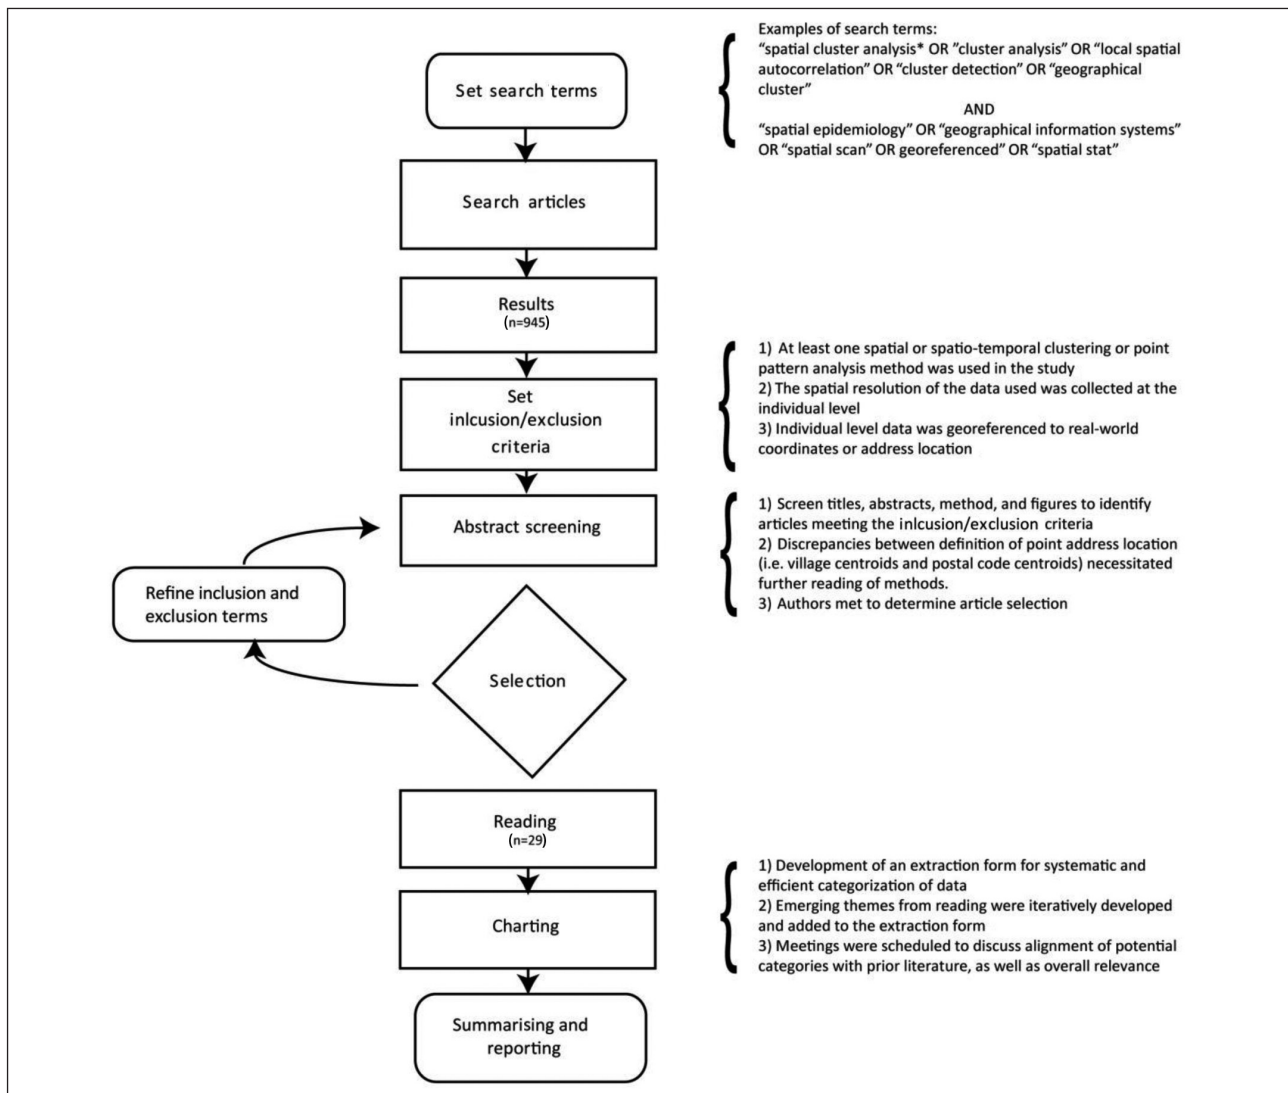 Examples of search terms:
“spatial cluster analysis* OR ”cluster analysis” OR “local spatial
autocorrelation” OR “cluster detection” OR “geographical
cluster”
AND
“spatial epidemiology” OR “geographical information systems”
OR “spatial scan” OR georeferenced” OR “spatial stat”
Set search terms
Search articles
Results
(n=945)
1) At least one spatial or spatio-temporal clustering or point
pattern analysis method was used in the study
2) The spatial resolution of the data used was collected at the
individual level
3) Individual level data was georeferenced to real-world
coordinates or address location
Set
inlcusion/exclusion
criteria
Abstract screening
1) Screen titles, abstracts, method, and figures to identify
articles meeting the inlcusion/exclusion criteria
2) Discrepancies between definition of point address location
(i.e. village centroids and postal code centroids) necessitated
further reading of methods.
3) Authors met to determine article selection
Refine inclusion and
exclusion terms
Selection
Reading
(n=29)
1) Development of an extraction form for systematic and
efficient categorization of data
2) Emerging themes from reading were iteratively developed
and added to the extraction form
3) Meetings were scheduled to discuss alignment of potential
categories with prior literature, as well as overall relevance
Charting
Summarising and
reporting